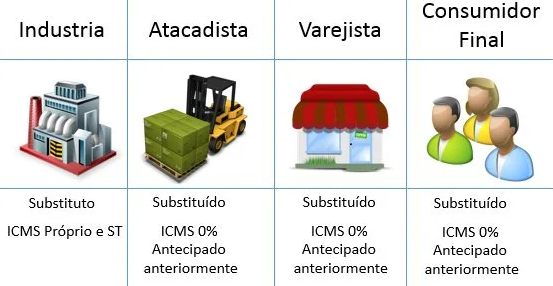 Industria
Atacadista
Varejista
Consumidor
Final
Substituto
ICMS Próprio e ST
Substituído
ICMS 0%
Antecipado
anteriormente
Substituído
ICMS 0%
Antecipado
anteriormente
Substituído
ICMS 0%
Antecipado
anteriormente